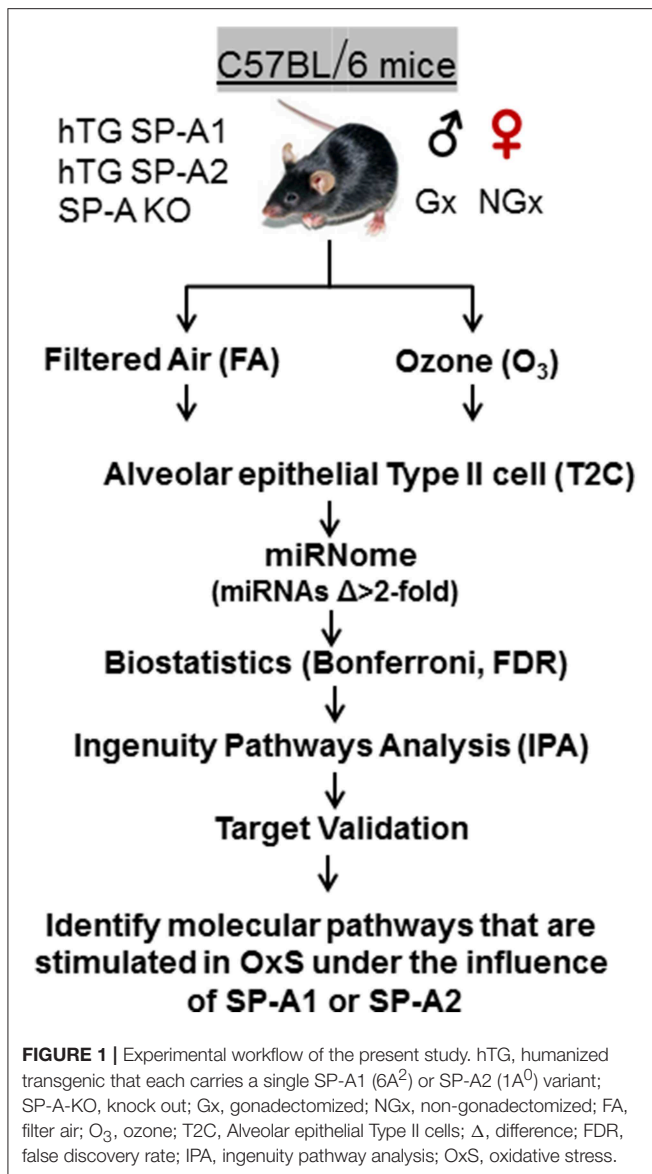 C57BL/6 mice
hTG SP-A1
hTG SP-A2
SP-A KO
♂ ♀
Gx NGx
Filtered Air (FA) Ozone (O₃)
Alveolar epithelial Type II cell (T2C)
miRNome
(miRNAs Δ>2-fold)
Biostatistics (Bonferroni, FDR)
Ingenuity Pathways Analysis (IPA)
Target Validation
Identify molecular pathways that are
stimulated in OxS under the influence
of SP-A1 or SP-A2
FIGURE 1 | Experimental workflow of the present study. hTG, humanized
transgenic that each carries a single SP-A1 (6A²) or SP-A2 (1A⁰) variant;
SP-A-KO, knock out; Gx, gonadectomized; NGx, non-gonadectomized; FA,
filter air; O₃, ozone; T2C, Alveolar epithelial Type II cells; Δ, difference; FDR,
false discovery rate; IPA, ingenuity pathway analysis; OxS, oxidative stress.